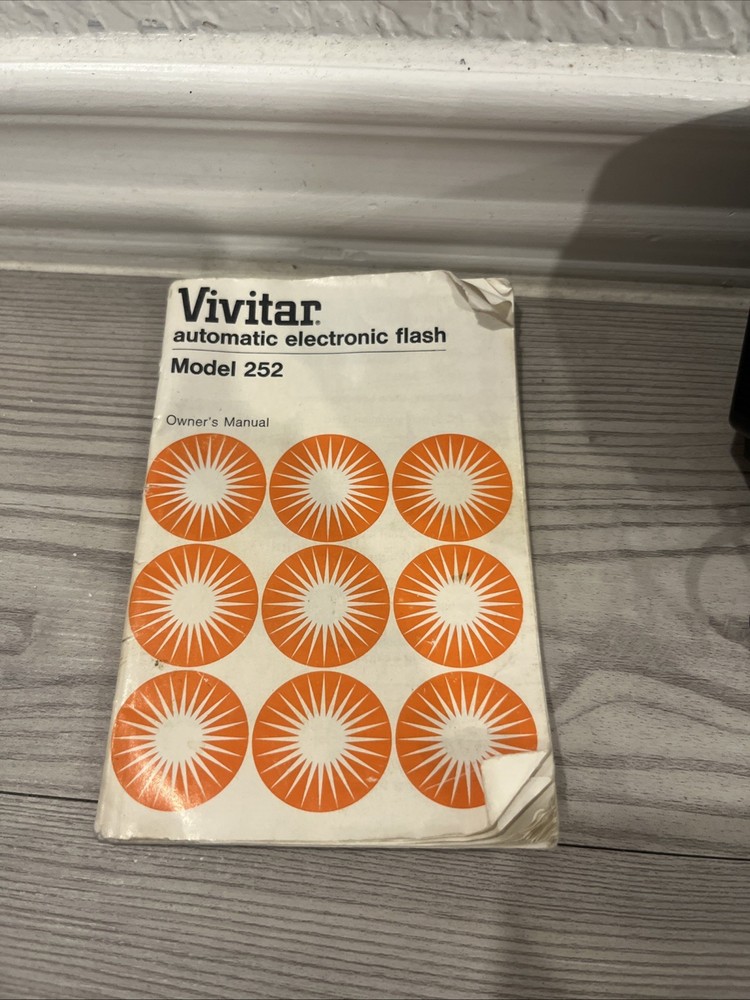 Vivitar®
automatic electronic flash
Model 252
Owner's Manual